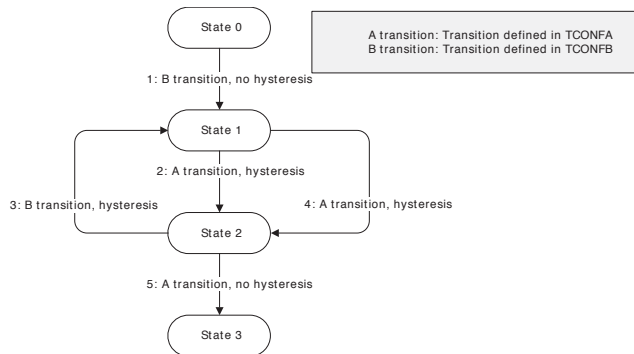 State 0
A transition: Transition defined in TCONFA
B transition: Transition defined in TCONFB
1: B transition, no hysteresis
State 1
2: A transition, hysteresis
3: B transition, hysteresis
4: A transition, hysteresis
State 2
5: A transition, no hysteresis
State 3